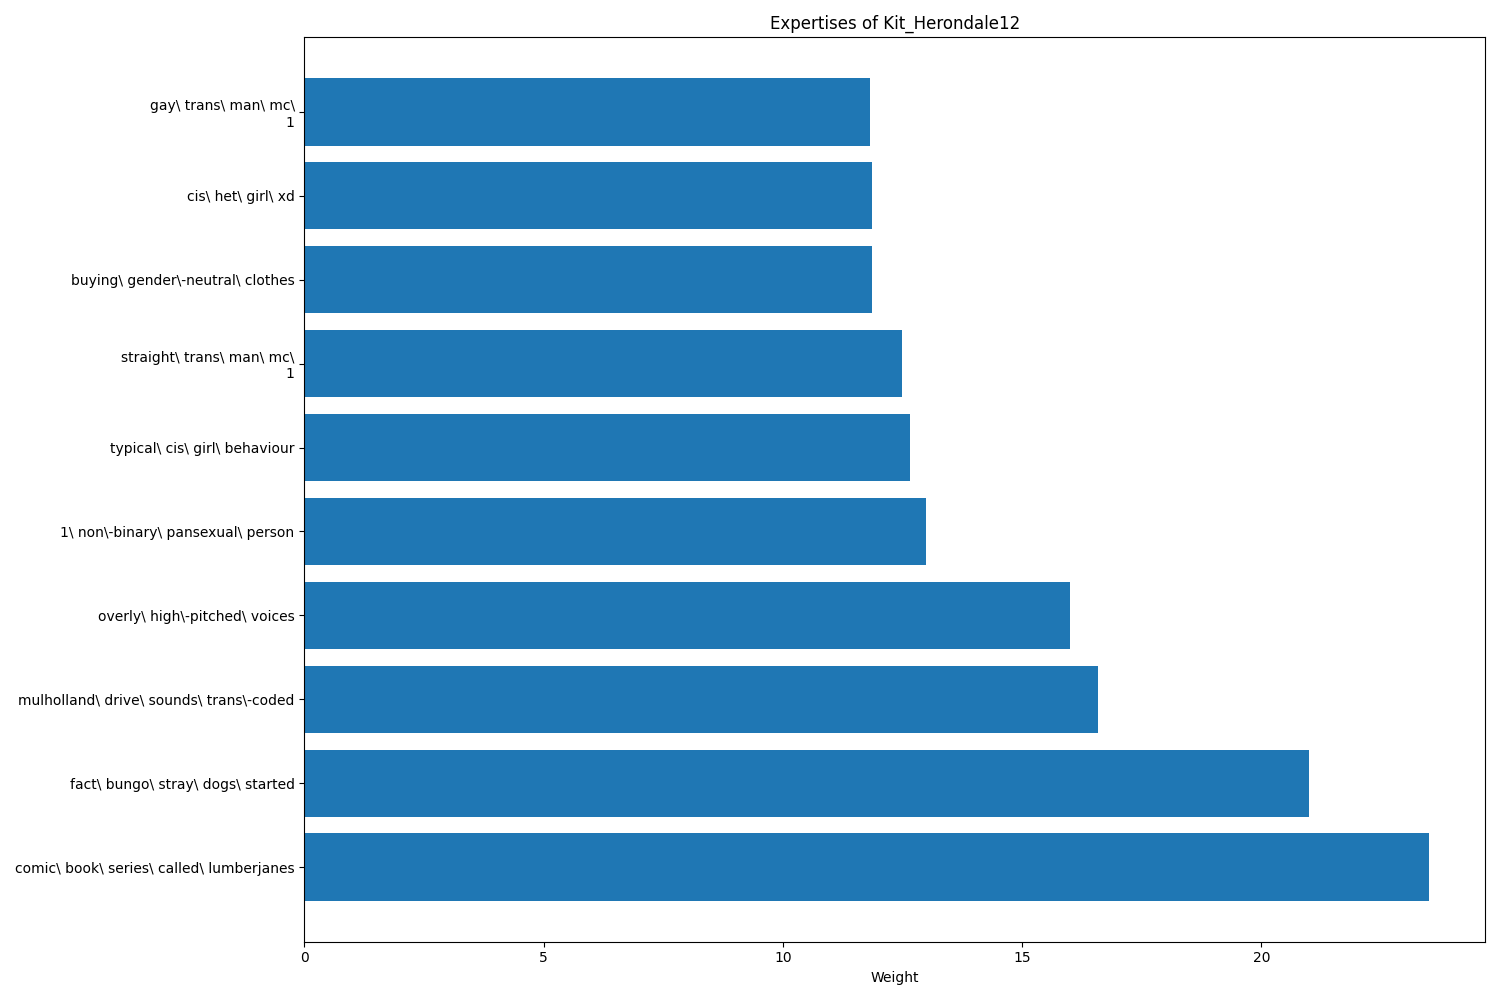 Expertises of Kit_Herondale12
gay\ trans\ man\ mc\
1
cis\ het\ girl\ xd
buying\ gender\-neutral\ clothes
straight\ trans\ man\ mc\
1
typical\ cis\ girl\ behaviour
1\ non\-binary\ pansexual\ person
overly\ high\-pitched\ voices
mulholland\ drive\ sounds\ trans\-coded
fact\ bungo\ stray\ dogs\ started
comic\ book\ series\ called\ lumberjanes
0 5 10 15 20
Weight